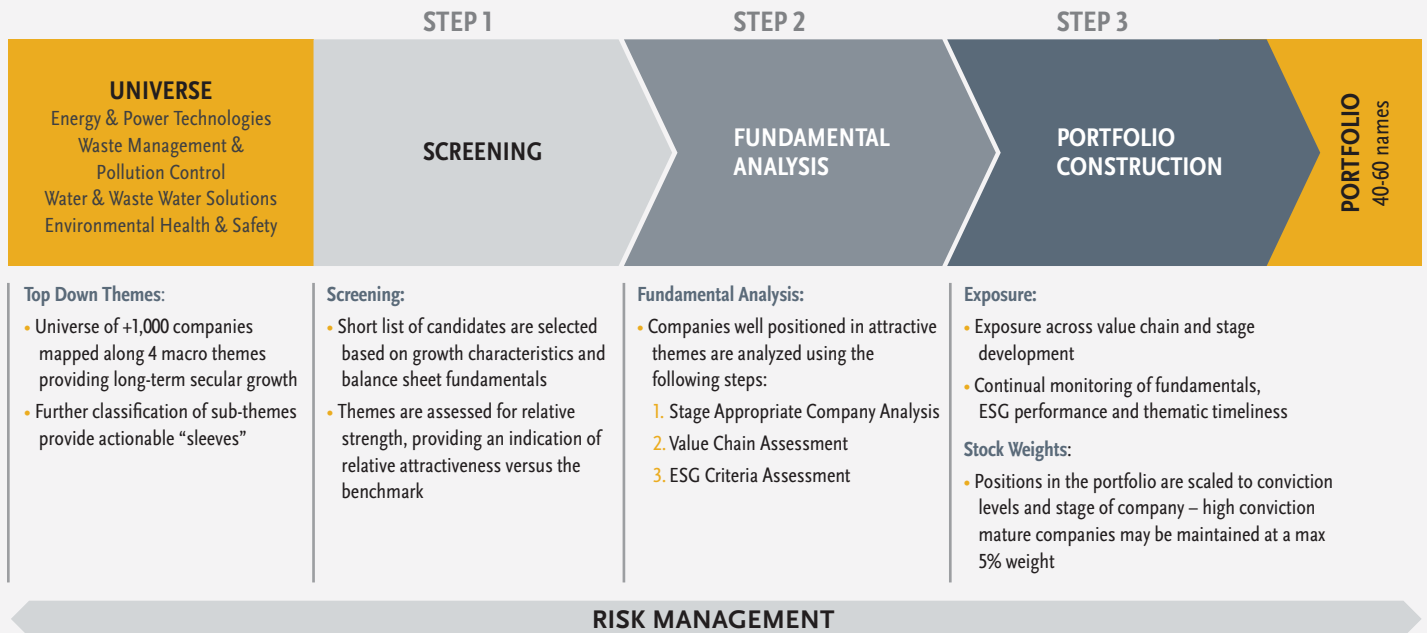 STEP 1
STEP 2
STEP 3
UNIVERSE
Energy & Power Technologies
Waste Management &
Pollution Control
Water & Waste Water Solutions
Environmental Health & Safety
SCREENING
FUNDAMENTAL
ANALYSIS
PORTFOLIO
CONSTRUCTION
PORTFOLIO
40-60 names
Top Down Themes:
• Universe of +1,000 companies
mapped along 4 macro themes
providing long-term secular growth
• Further classification of sub-themes
provide actionable “sleeves”
Screening:
• Short list of candidates are selected
based on growth characteristics and
balance sheet fundamentals
• Themes are assessed for relative
strength, providing an indication of
relative attractiveness versus the
benchmark
Fundamental Analysis:
• Companies well positioned in attractive
themes are analyzed using the
following steps:
1. Stage Appropriate Company Analysis
2. Value Chain Assessment
3. ESG Criteria Assessment
Exposure:
• Exposure across value chain and stage
development
• Continual monitoring of fundamentals,
ESG performance and thematic timeliness
Stock Weights:
• Positions in the portfolio are scaled to conviction
levels and stage of company – high conviction
mature companies may be maintained at a max
5% weight
RISK MANAGEMENT